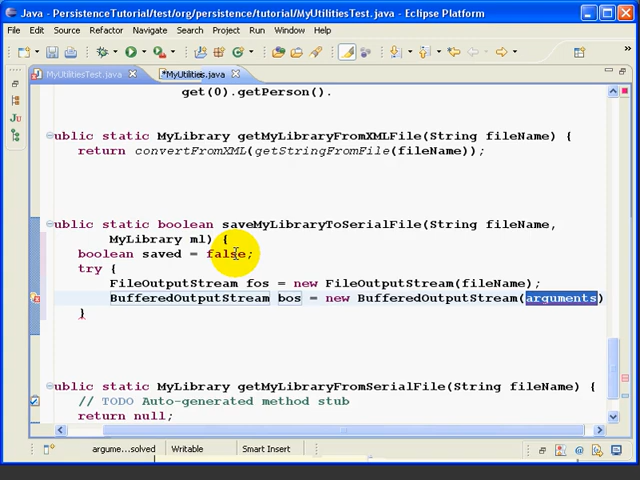 Java - PersistenceTutorial/test/org/persistence/tutorial/MyUtilitiesTest.java - Eclipse Platform
File Edit Source Refactor Navigate Search Project Run MyMenu Window Help
MyUtilitiesTest.java *MyUtilities.java
get(0).getPerson().
ublic static MyLibrary getMyLibraryFromXMLFile(String fileName) {
return convertFromXML(getStringFromFile(fileName));
ublic static boolean saveMyLibraryToSerialFile(String fileName,
MyLibrary ml) {
boolean saved = false;
try {
FileOutputStream fos = new FileOutputStream(fileName);
BufferedOutputStream bos = new BufferedOutputStream(arguments)
}
ublic static MyLibrary getMyLibraryFromSerialFile(String fileName) {
// TODO Auto-generated method stub
return null;
argume...solved Writable Smart Insert